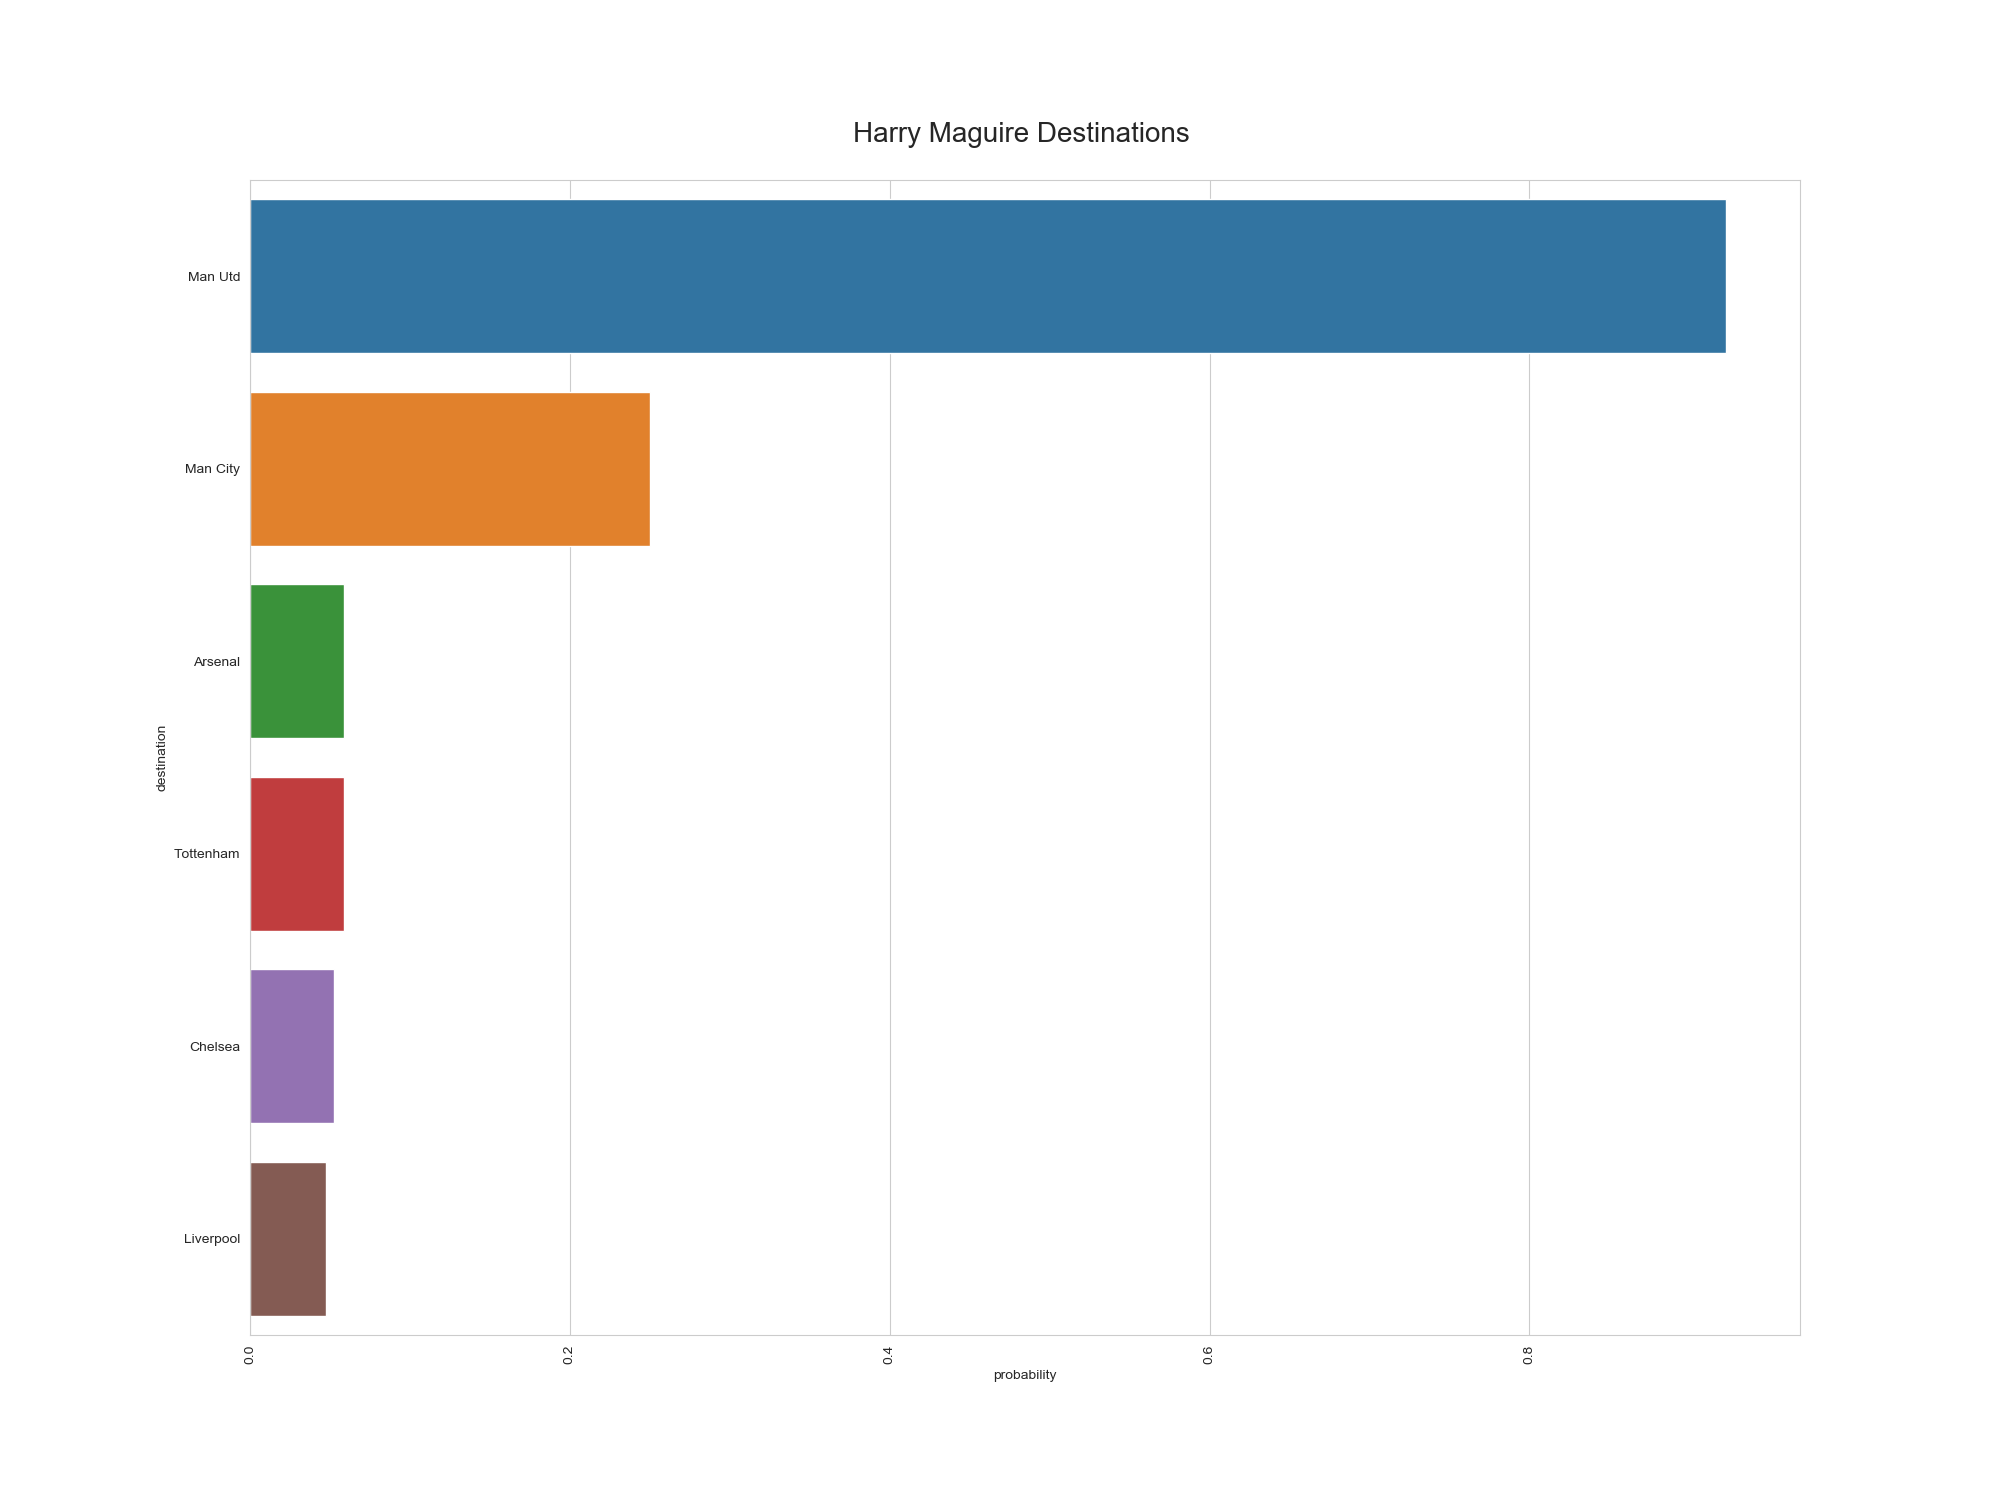 Harry Maguire Destinations
Man Utd
Man City
Arsenal
Tottenham
Chelsea
Liverpool
destination
0.0
0.2
0.4
0.6
0.8
probability